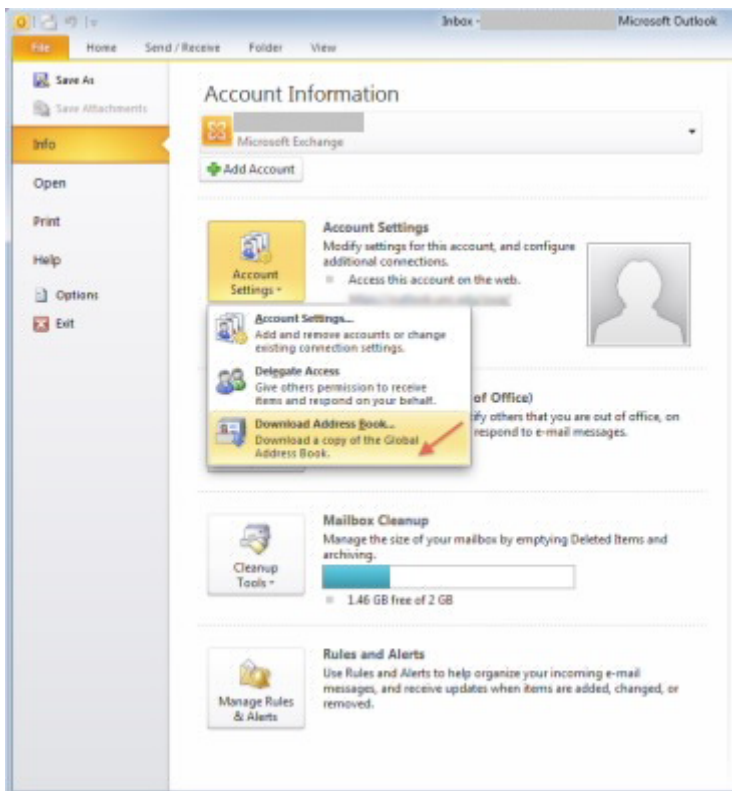 Inbox - Microsoft Outlook
File Home Send / Receive Folder View
Save As
Save Attachments
Info
Open
Print
Help
Options
Exit
Account Information
Microsoft Exchange
Add Account
Account
Settings
Account Settings
Modify settings for this account, and configure
additional connections.
Access this account on the web.
Account Settings...
Add and remove accounts or change
existing connection settings.
Delegate Access
Give others permission to receive
items and respond on your behalf.
Download Address Book...
Download a copy of the Global
Address Book.
of Office)
ify others that you are out of office, on
respond to e-mail messages.
Cleanup
Tools
Mailbox Cleanup
Manage the size of your mailbox by emptying Deleted Items and
archiving.
1.46 GB free of 2 GB
Manage Rules
& Alerts
Rules and Alerts
Use Rules and Alerts to help organize your incoming e-mail
messages, and receive updates when items are added, changed, or
removed.